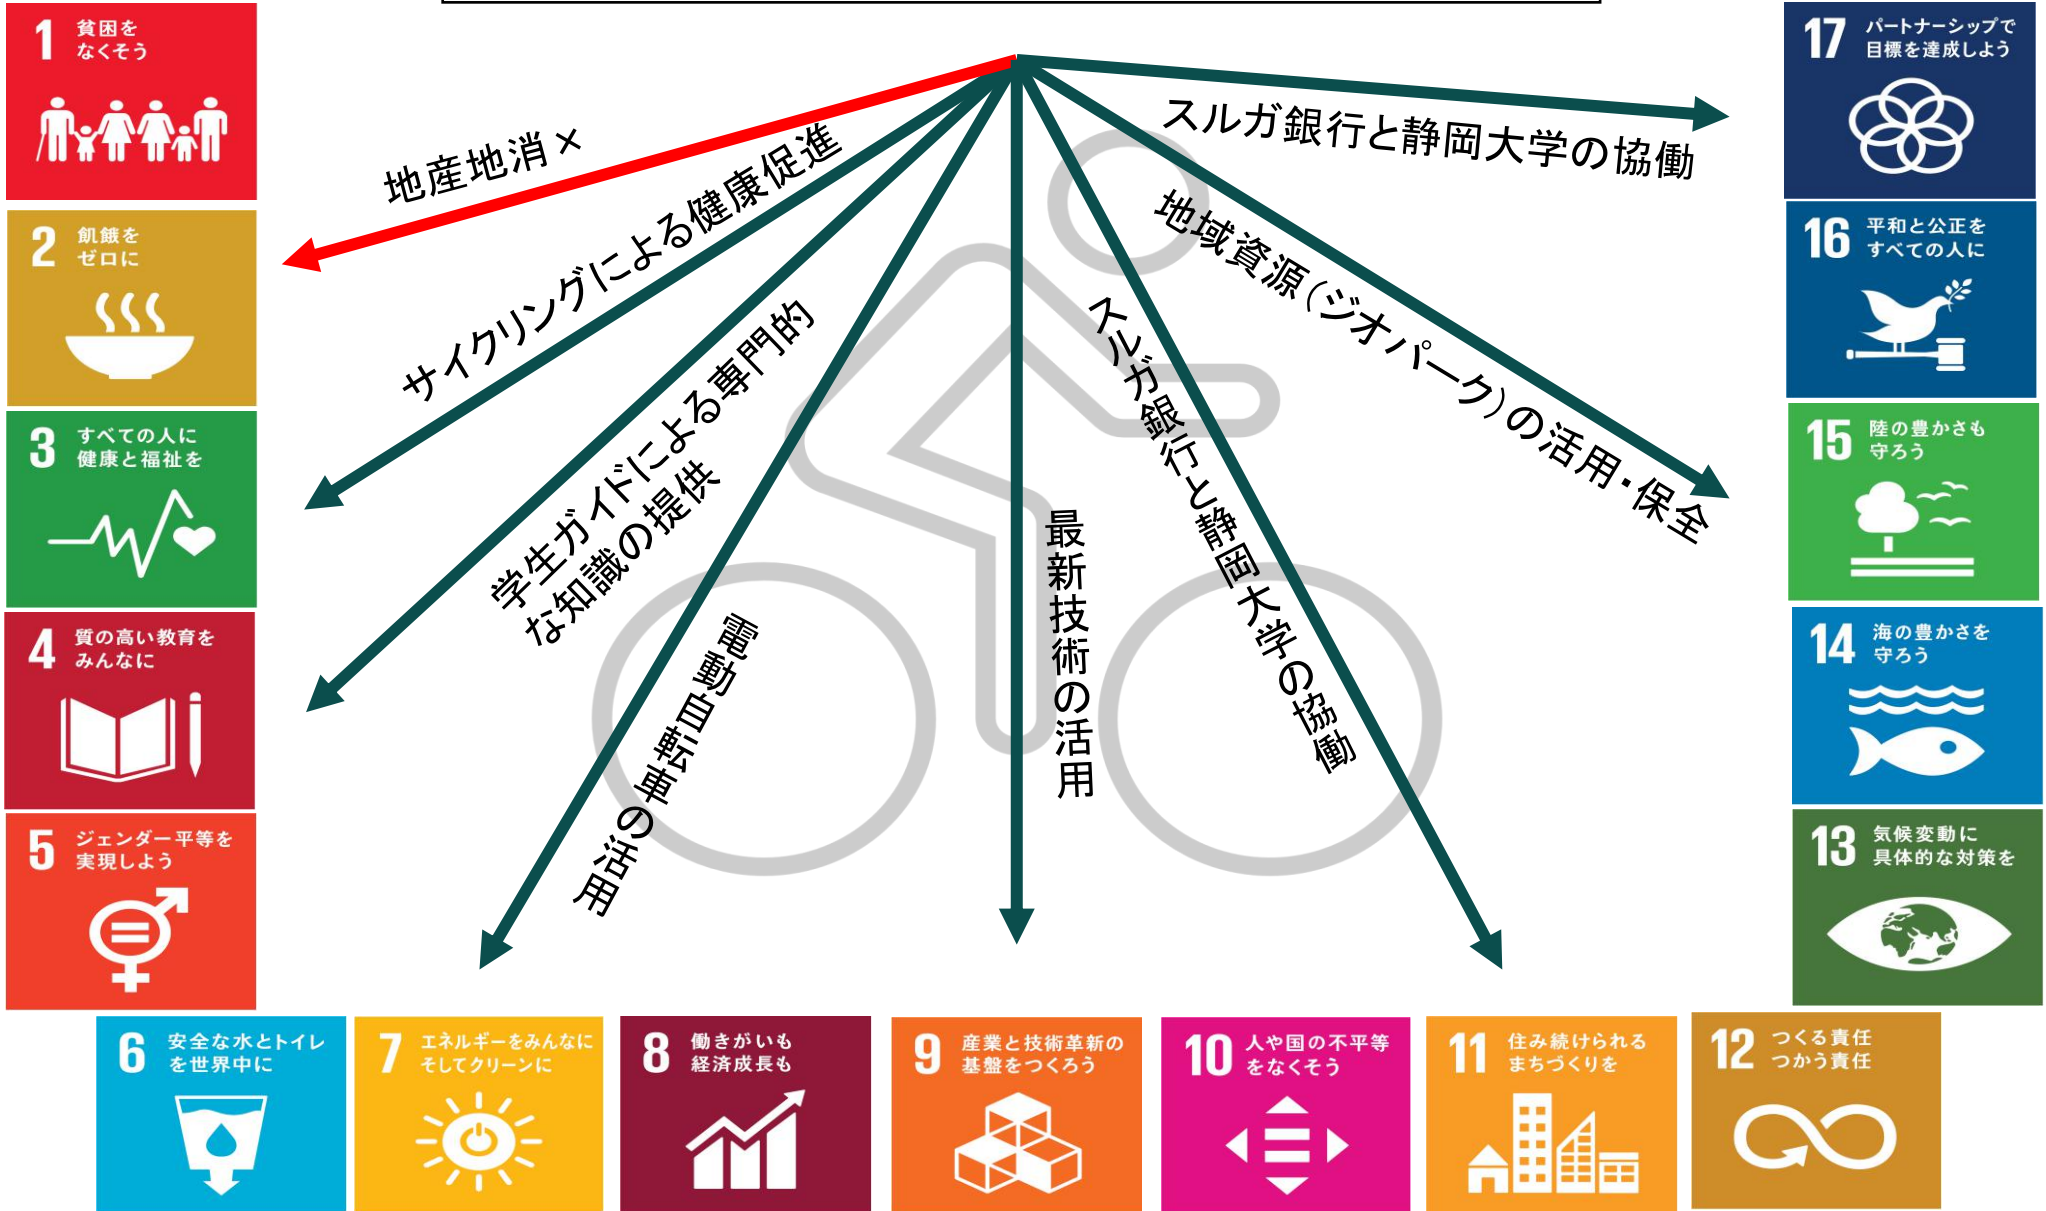 1 貧困を
なくそう
2 飢餓を
ゼロに
3 すべての人に
健康と福祉を
4 質の高い教育を
みんなに
5 ジェンダー平等を
実現しよう
地産地消×
サイクリングによる健康促進
学生ガイドによる専門的
な知識の提供
電動自転車の活用
最新技術の活用
スルガ銀行と静岡大学の協働
地域資源(ジオパーク)の活用・保全
スルガ銀行と静岡大学の協働
17 パートナーシップで
目標を達成しよう
16 平和と公正を
すべての人に
15 陸の豊かさも
守ろう
14 海の豊かさを
守ろう
13 気候変動に
具体的な対策を
6 安全な水とトイレ
を世界中に
7 エネルギーをみんなに
そしてクリーンに
8 働きがいも
経済成長も
9 産業と技術革新の
基盤をつくろう
10 人や国の不平等
をなくそう
11 住み続けられる
まちづくりを
12 つくる責任
つかう責任